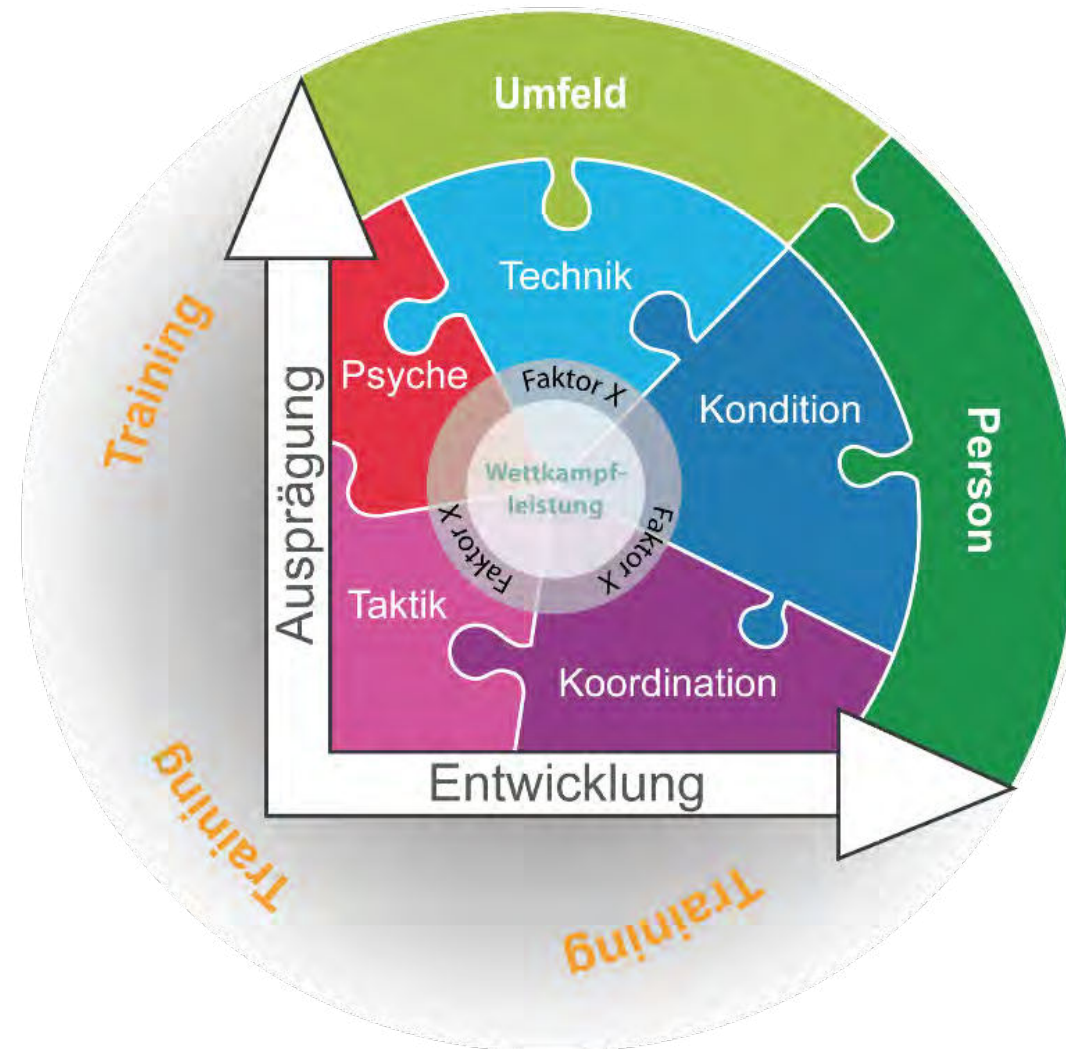 Umfeld
Technik
Psyche
Faktor X
Kondition
Person
Wettkampf-
leistung
Faktor X
Faktor X
Taktik
Koordination
Ausprägung
Entwicklung
Training
Training
Training